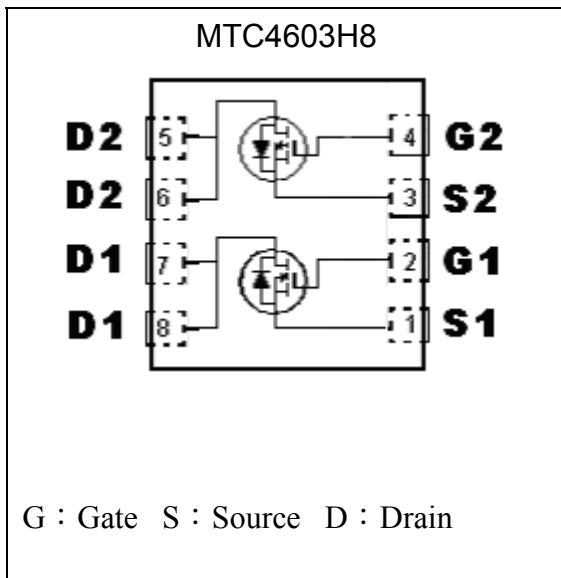 MTC4603H8
D2 5 4 G2
D2 6 3 S2
D1 7 2 G1
D1 8 1 S1
G：Gate S：Source D：Drain